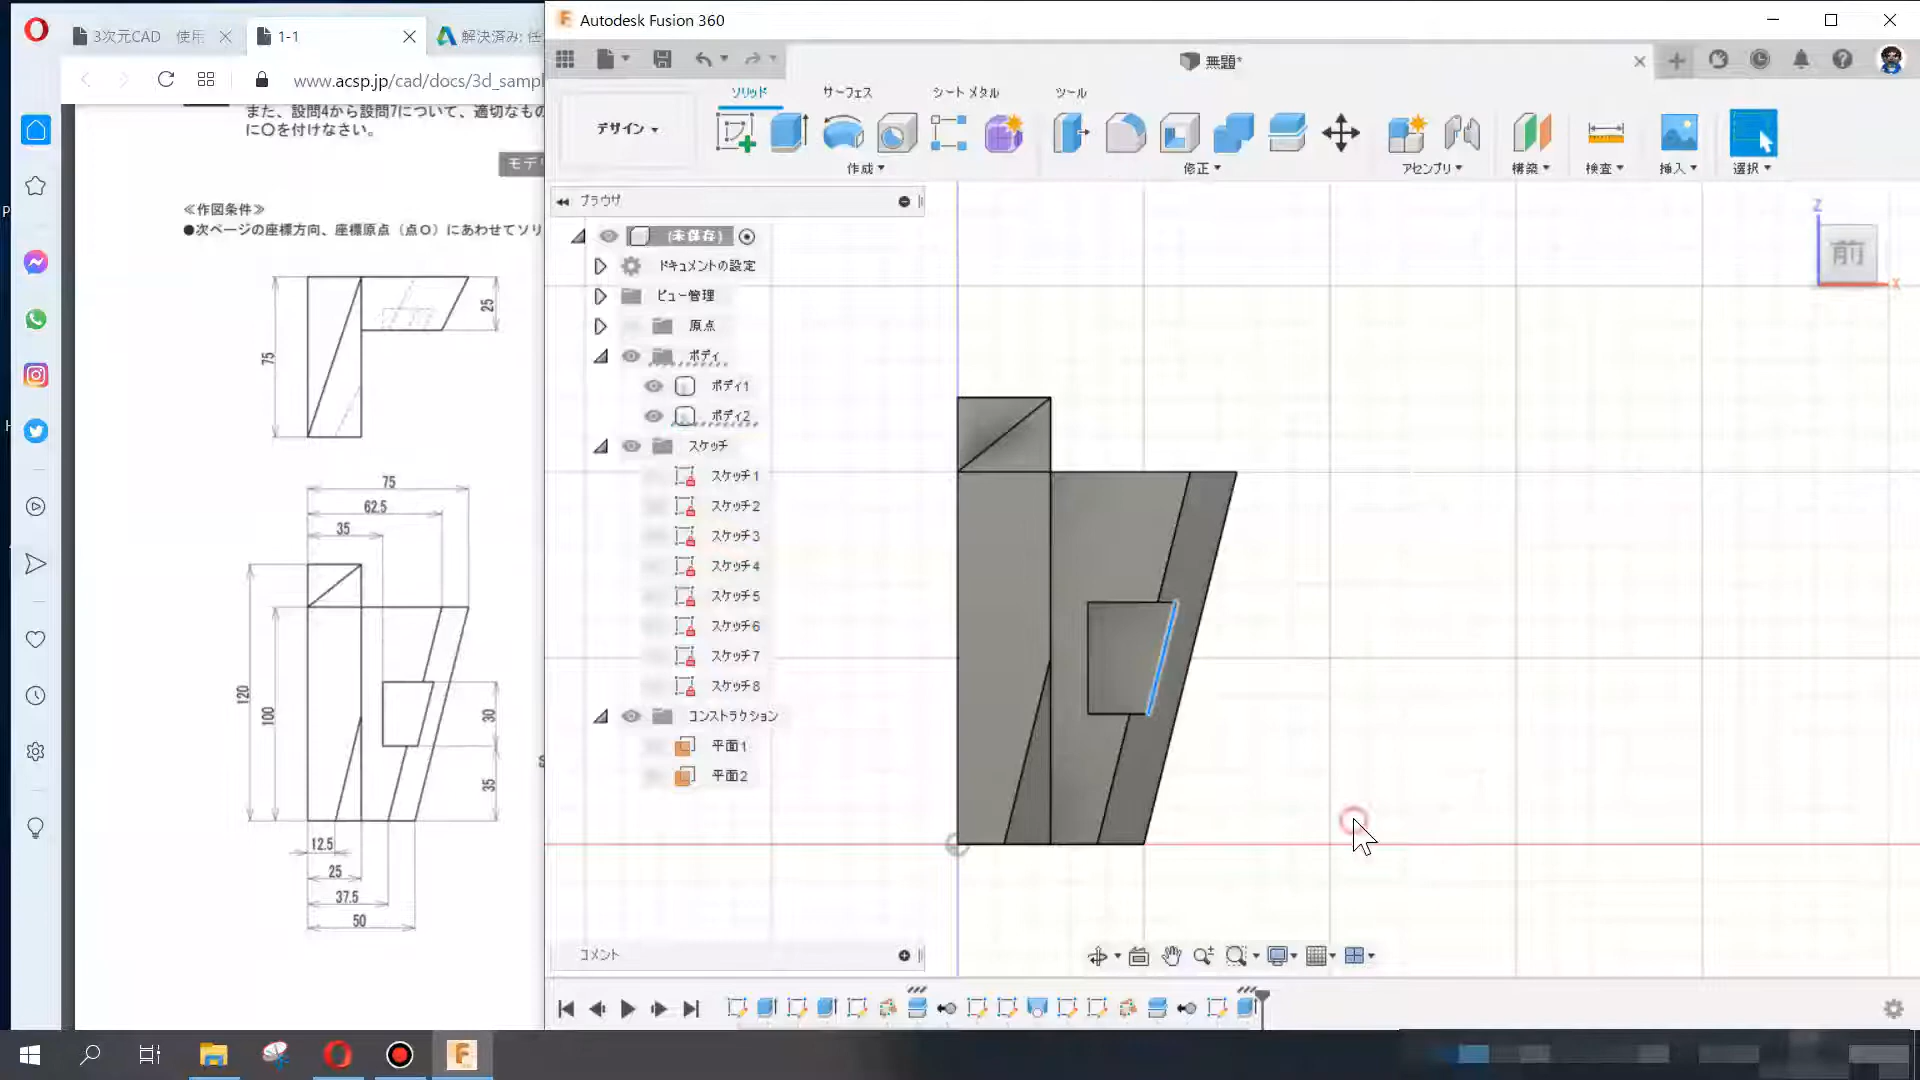 3次元CAD 使用
1-1
解決済み: 任
www.acsp.jp/cad/docs/3d_samp
また、設問4から設問7について、適切なもの
に〇を付けなさい。
モデ
≪作図条件≫
●次ページの座標方向、座標原点（点O）にあわせてソリ
75
25
75
62.5
35
120
100
30
35
12.5
25
37.5
50
Autodesk Fusion 360
無題*
ソリッド
サーフェス
シート メタル
ツール
デザイン
作成
修正
アセンブリ
構築
検査
挿入
選択
ブラウザ
(未保存)
ドキュメントの設定
ビュー管理
原点
ボディ
ボディ1
ボディ2
スケッチ
スケッチ1
スケッチ2
スケッチ3
スケッチ4
スケッチ5
スケッチ6
スケッチ7
スケッチ8
コンストラクション
平面1
平面2
コメント
Z
前
X